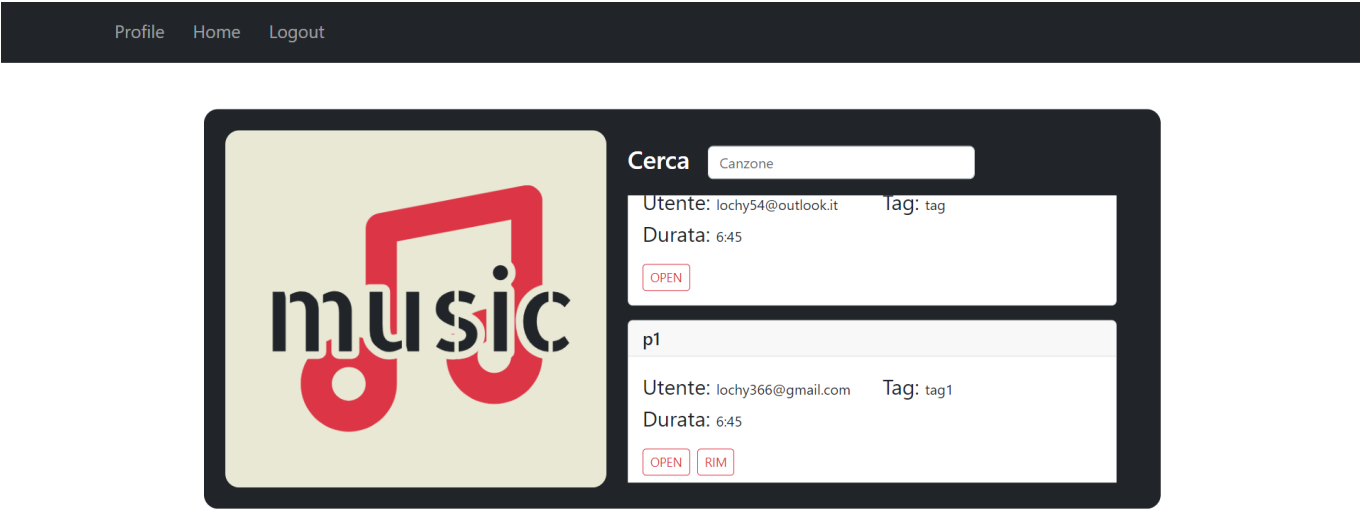 Profile Home Logout
music
Cerca Canzone
Utente: lochy54@outlook.it Tag: tag
Durata: 6:45
OPEN
p1
Utente: lochy366@gmail.com Tag: tag1
Durata: 6:45
OPEN RIM